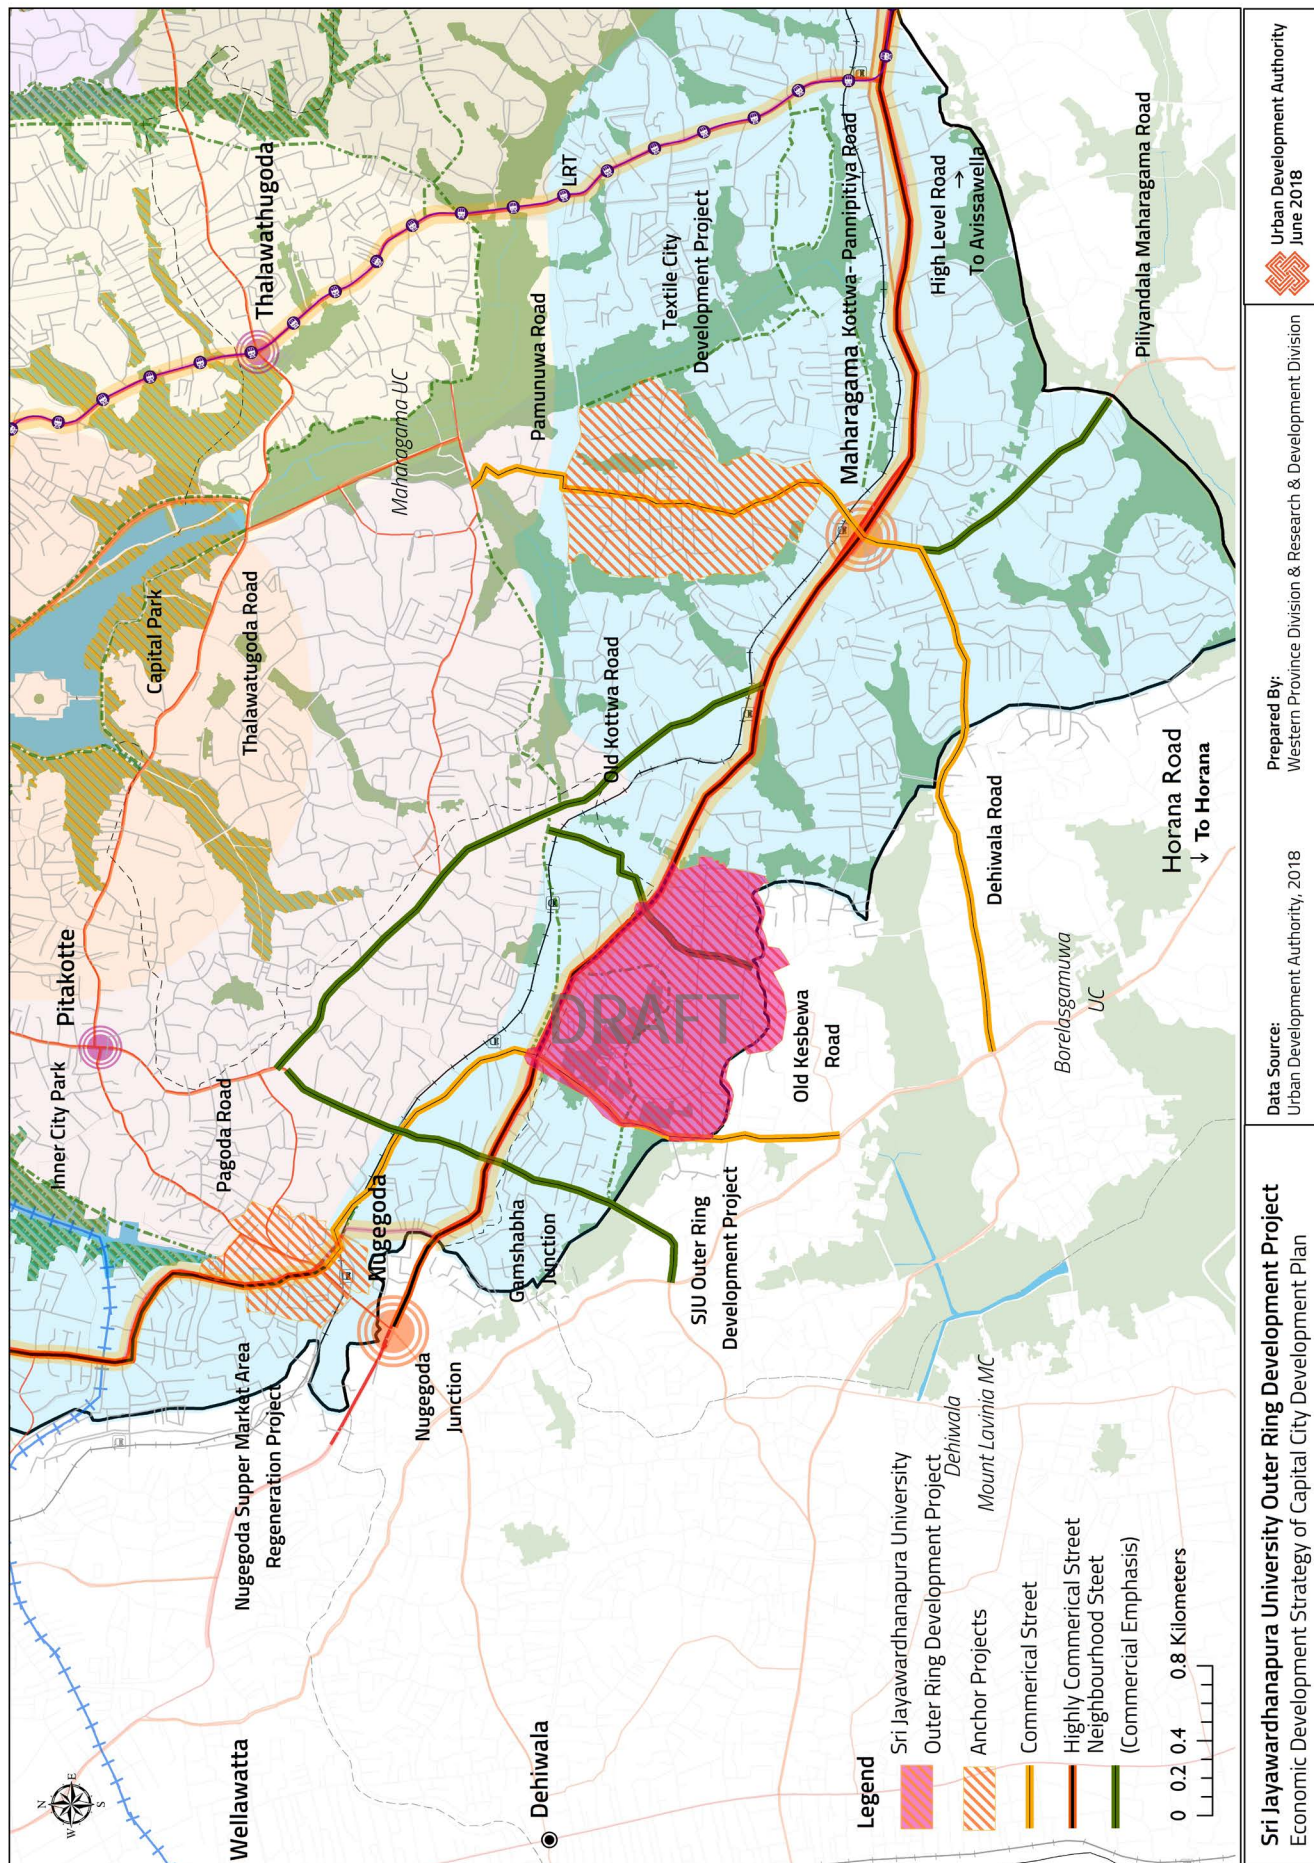 Thalawathugoda
LRT
Maharagama UC
Capital Park
Thalawatugoda Road
Pamunuwa Road
Textile City
Development Project
Maharagama
Kottwa- Pannipitiya Road
High Level Road
→
To Avissawella
Piliyandala Maharagama Road
Pitakotte
Inner City Park
Pagoda Road
Old Kottwa Road
DRAFT
Old Kesbewa
Road
Dehiwala Road
Horana Road
← To Horana
Borelasgamuwa
UC
Nugegoda
Gamshabha
Junction
SJU Outer Ring
Development Project
Nugegoda Supper Market Area
Regeneration Project
Nugegoda
Junction
Dehiwala
Mount Lavinia MC
Wellawatta
Dehiwala
N
E
S
W
Legend
Sri Jayawardhanapura University
Outer Ring Development Project
Anchor Projects
Commerical Street
Highly Commerical Street
Neighbourhood Steet
(Commercial Emphasis)
0 0.2 0.4 0.8 Kilometers
Sri Jayawardhanapura University Outer Ring Development Project
Economic Development Strategy of Capital City Development Plan
Data Source:
Urban Development Authority, 2018
Prepared By:
Western Province Division & Research & Development Division
Urban Development Authority
June 2018